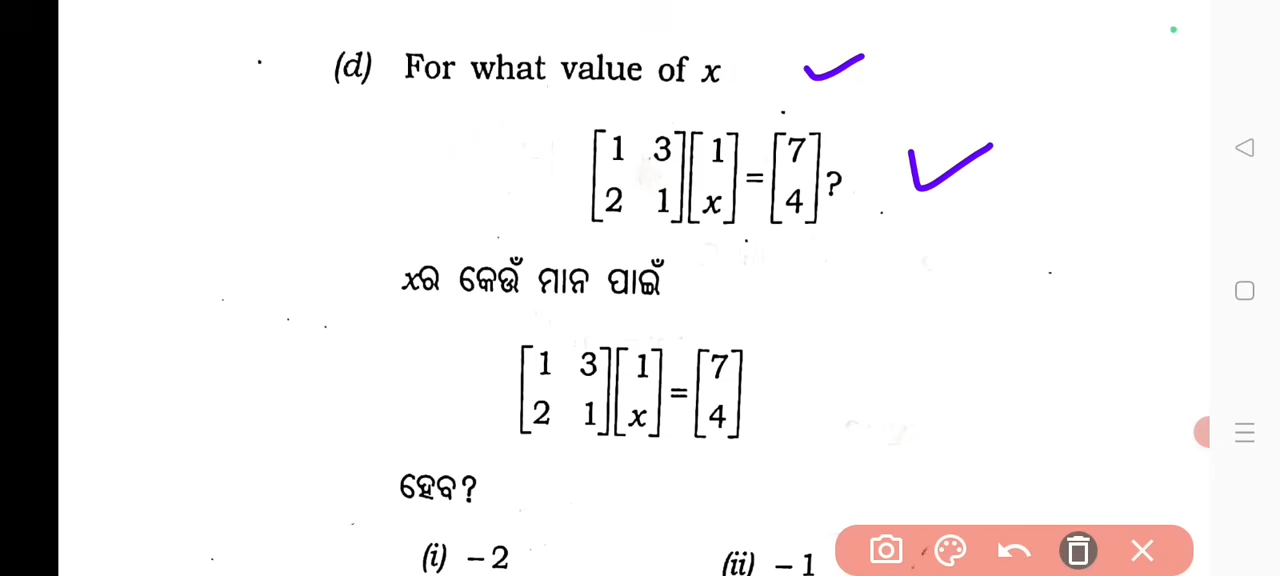 (d) For what value of x
[1 3
2 1] [1
x] = [7
4] ?
xର କେଉଁ ମାନ ପାଇଁ
[1 3
2 1] [1
x] = [7
4]
ହେବ?
(i) −2 (ii) −1